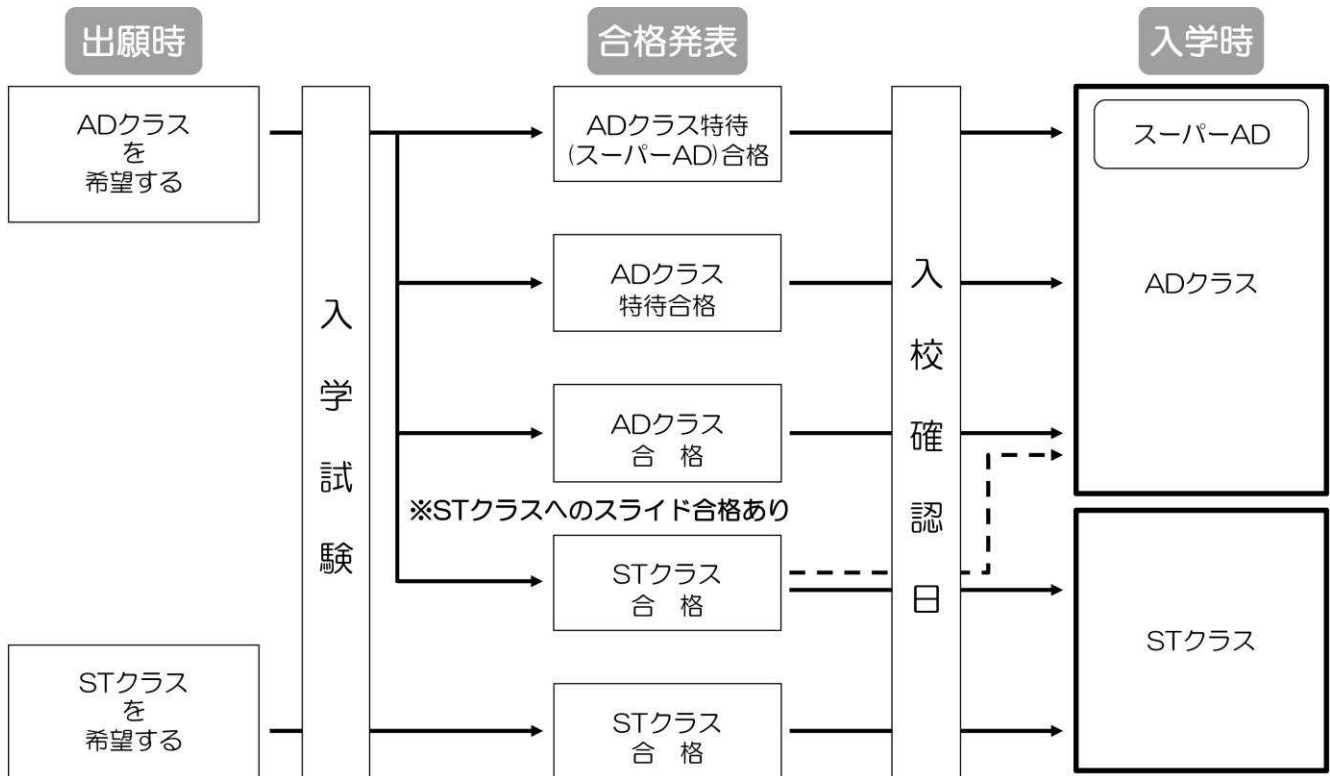 出願時
合格発表
入学時
ADクラス
を
希望する
入学試験
ADクラス特待
(スーパーAD)合格
ADクラス
特待合格
ADクラス
合　格
※STクラスへのスライド合格あり
STクラス
合　格
入校確認日
スーパーAD
ADクラス
STクラス
STクラス
を
希望する
STクラス
合　格